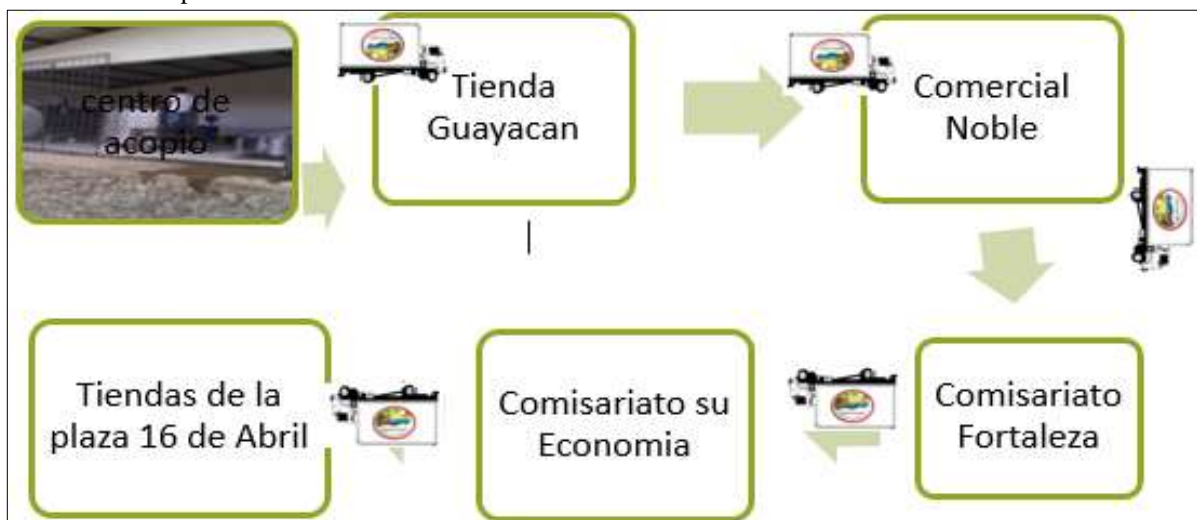 centro de
acopio
Tienda
Guayacan
Comercial
Noble
Comisariato
Fortaleza
Comisariato su
Economia
Tiendas de la
plaza 16 de Abril